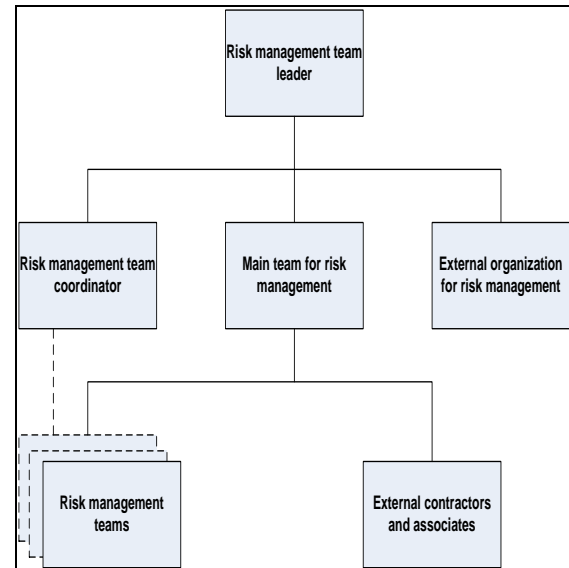 Risk management team
leader
Risk management team
coordinator
Main team for risk
management
External organization
for risk management
Risk management
teams
External contractors
and associates